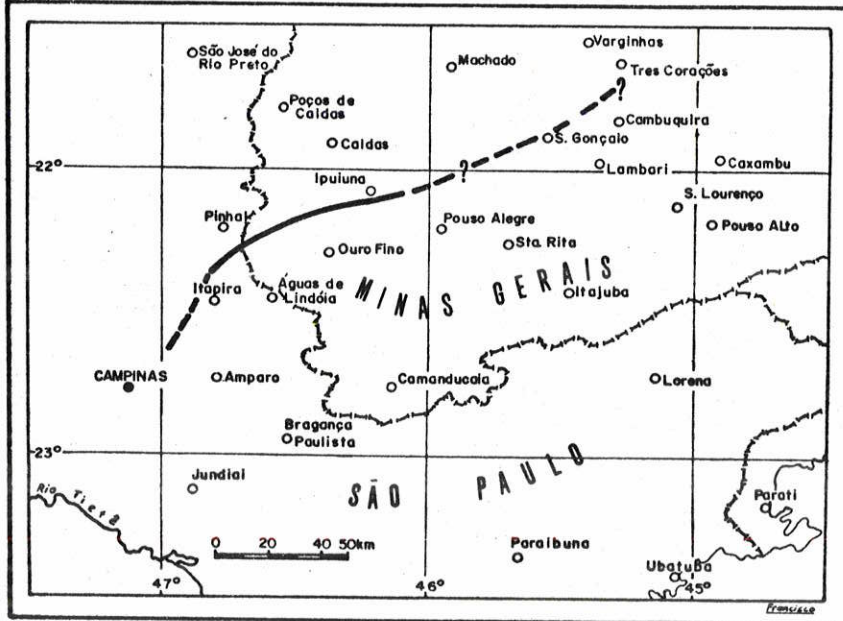 Varginhas
São José do
Rio Preto
Machado
Tres Corações
?
Poços de
Caldas
Cambuquira
Caldas
S. Gonçalo
22°
?
Lambari
Caxambu
Ipuiuna
S. Lourenço
Pinhal
Pouso Alegre
Pouso Alto
Ouro Fino
Sta. Rita
Itapira
Águas de
Lindóia
MINAS GERAIS
Itajuba
CAMPINAS
Amparo
Camanducaia
Lorena
Bragança
Paulista
23°
Jundiai
SÃO PAULO
Parati
Rio Tietê
0 20 40 50km
Paraibuna
Ubatuba
47°
46°
45°
Francisco